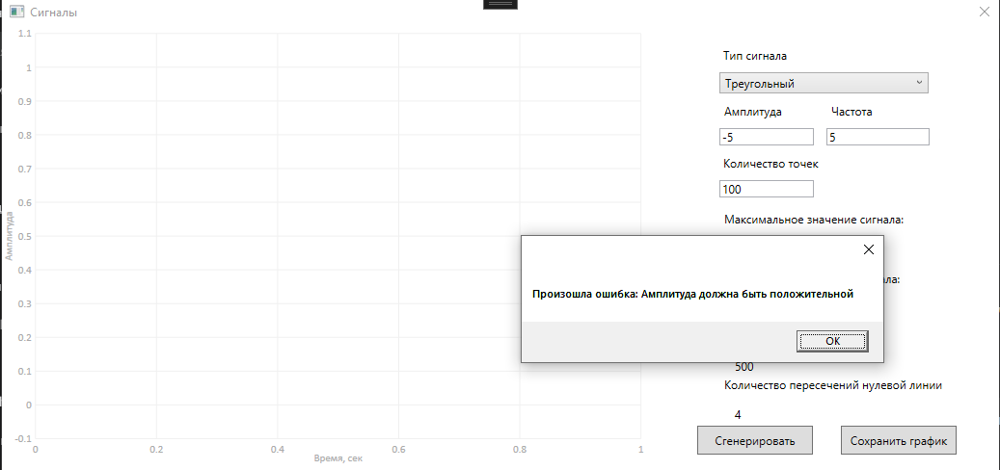 Сигналы
1.1
1
0.9
0.8
0.7
0.6
0.5
0.4
0.3
0.2
0.1
0
-0.1
Амплитуда
0
0.2
0.4
0.6
0.8
1
Время, сек
Тип сигнала
Треугольный
Амплитуда
Частота
-5
5
Количество точек
100
Максимальное значение сигнала:
ала:
Произошла ошибка: Амплитуда должна быть положительной
OK
500
Количество пересечений нулевой линии
4
Сгенерировать
Сохранить график